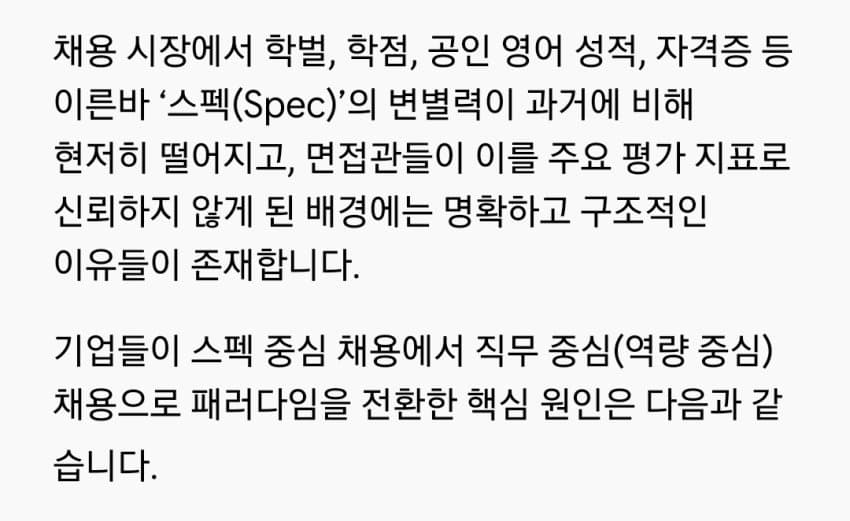 채용 시장에서 학벌, 학점, 공인 영어 성적, 자격증 등
이른바 ‘스펙(Spec)’의 변별력이 과거에 비해
현저히 떨어지고, 면접관들이 이를 주요 평가 지표로
신뢰하지 않게 된 배경에는 명확하고 구조적인
이유들이 존재합니다.
기업들이 스펙 중심 채용에서 직무 중심(역량 중심)
채용으로 패러다임을 전환한 핵심 원인은 다음과 같
습니다.